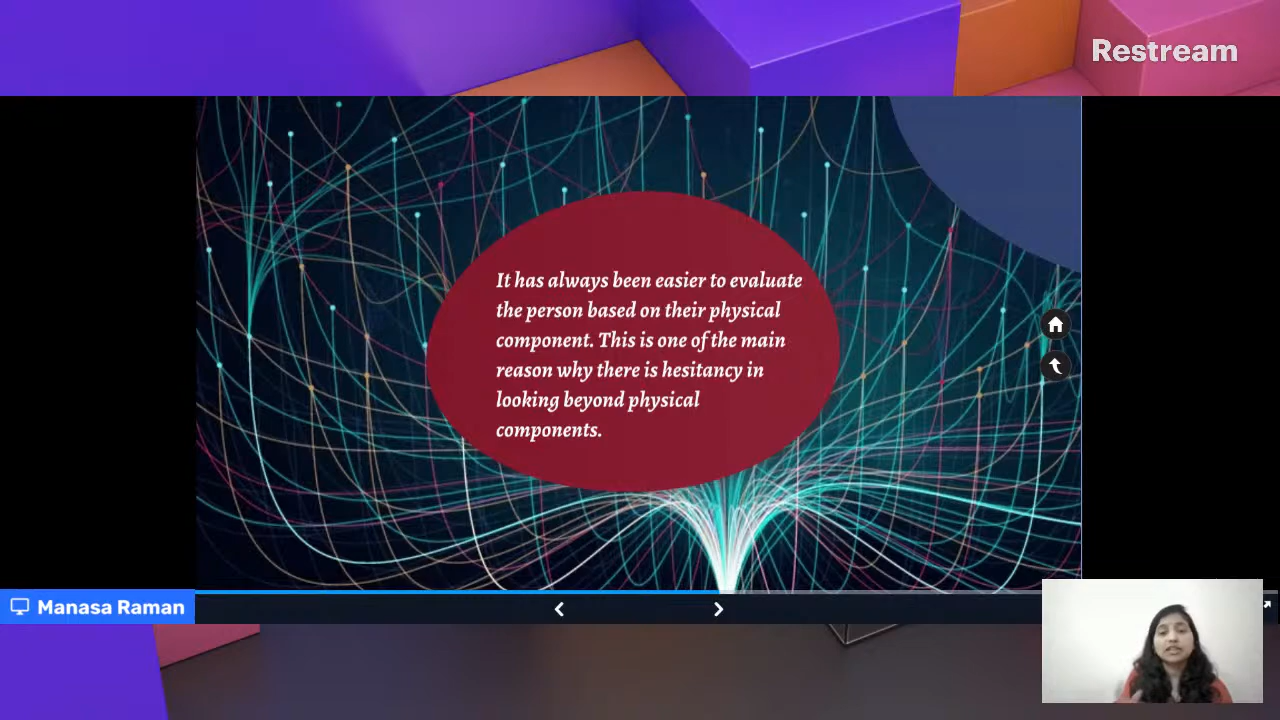 Restream
It has always been easier to evaluate
the person based on their physical
component. This is one of the main
reason why there is hesitancy in
looking beyond physical
components.
Manasa Raman